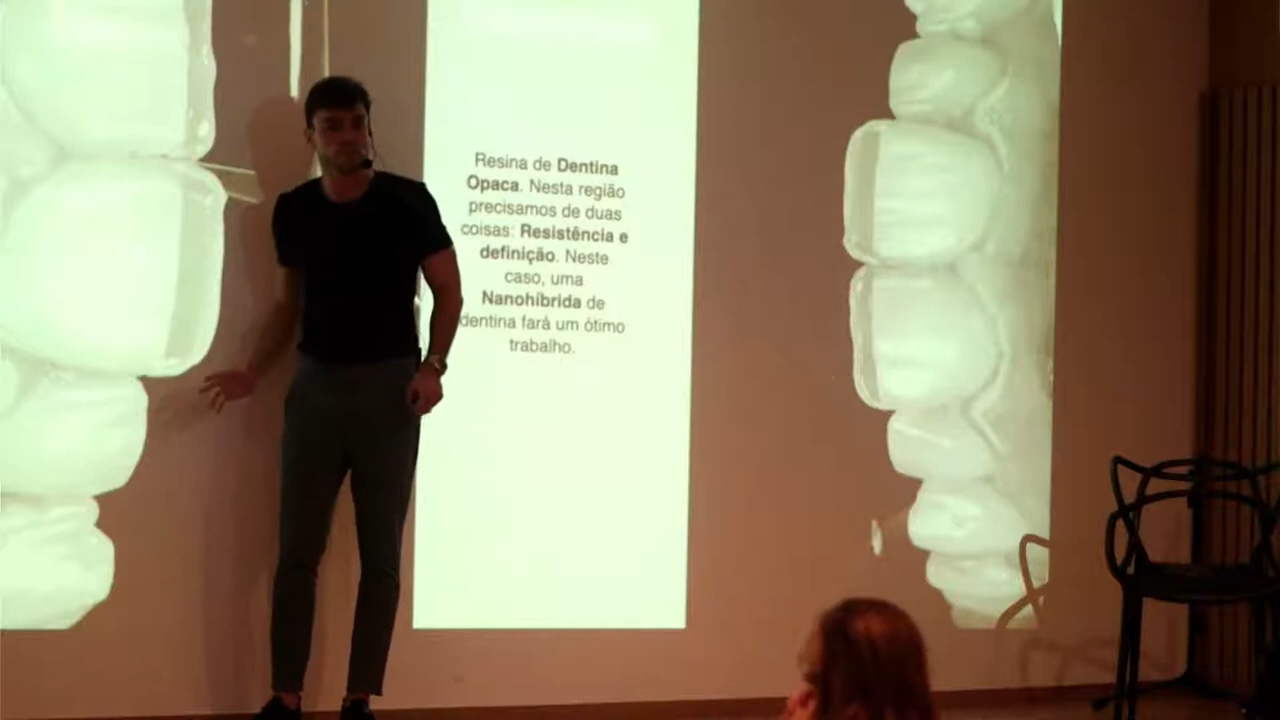 Resina de Dentina
Opaca. Nesta região
precisamos de duas
coisas: Resistência e
definição. Neste
caso, uma
Nanohíbrida de
dentina fará um ótimo
trabalho.